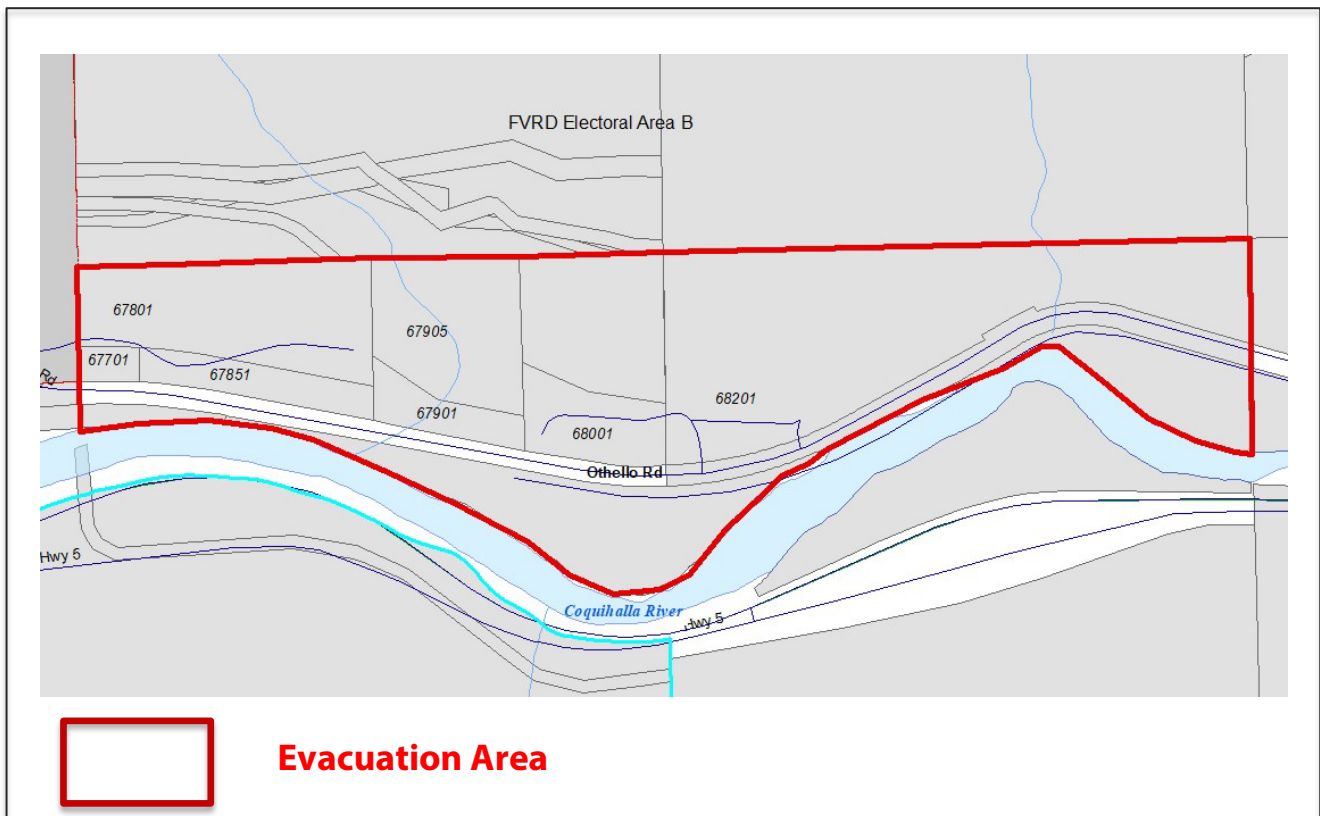 FVRD Electoral Area B
67801
67905
67701
67851
Rd
67901
68201
68001
Othello Rd
Hwy 5
Coquihalla River
Hwy 5
Evacuation Area